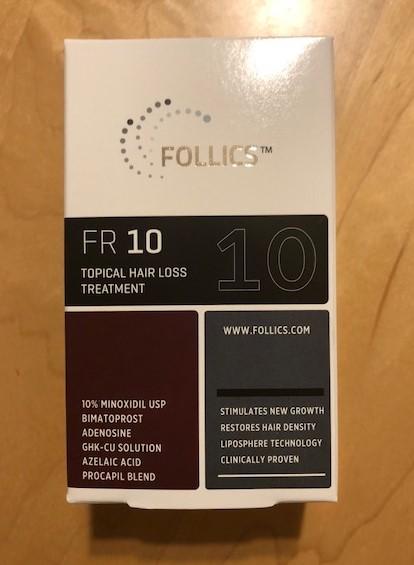 FOLLICS™
FR 10
10
TOPICAL HAIR LOSS
TREATMENT
10% MINOXIDIL USP
BIMATOPROST
ADENOSINE
GHK-CU SOLUTION
AZELAIC ACID
PROCAPIL BLEND
WWW.FOLLICS.COM
STIMULATES NEW GROWTH
RESTORES HAIR DENSITY
LIPOSPHERE TECHNOLOGY
CLINICALLY PROVEN